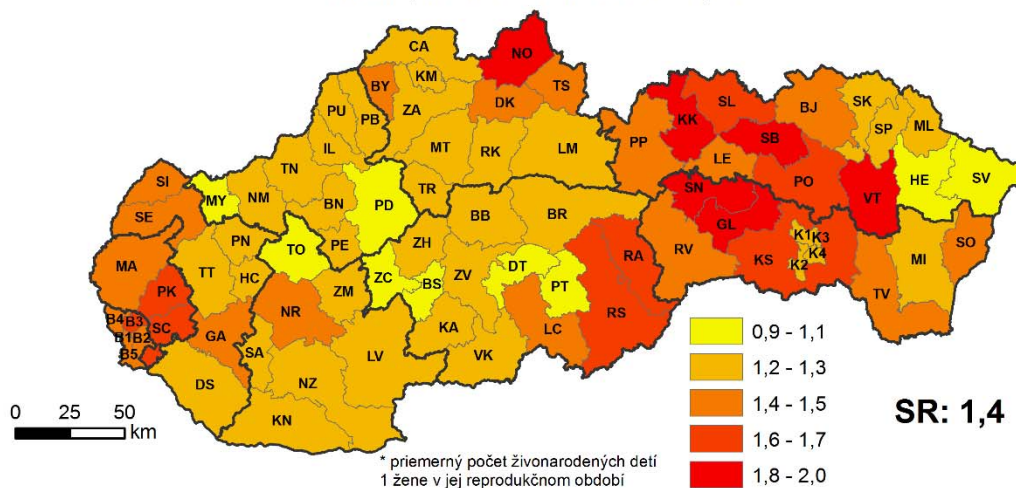 CA
NO
KM
TS
BY
DK
PU
PB
ZA
SL
BJ
SK
KK
SP
ML
SB
IL
MT
RK
LM
PP
LE
PO
HE
SV
TN
SI
MY
NM
TR
SN
VT
BN
PD
SE
BB
BR
GL
PN
TO
PE
ZH
RV
K1
K3
SO
MA
TT
HC
ZC
BS
ZV
DT
RA
KS
K4
K2
MI
PK
ZM
PT
TV
B4
B3
SC
NR
GA
KA
LC
RS
B1
B2
B5
SA
LV
VK
DS
NZ
KN
0,9 - 1,1
1,2 - 1,3
1,4 - 1,5
1,6 - 1,7
1,8 - 2,0
SR: 1,4
0 25 50
km
* priemerný počet živonarodených detí
1 žene v jej reprodukčnom období